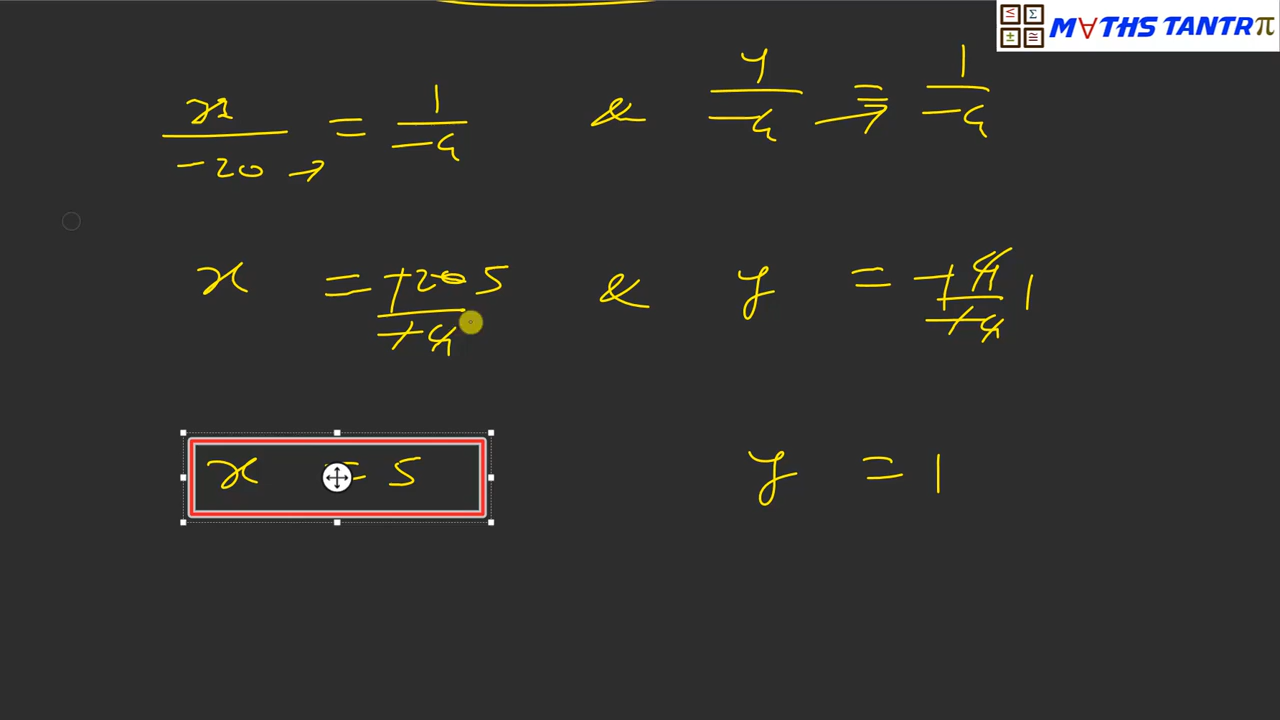 MATHS TANTRπ
x/-20 → = 1/-4 & y/-4 → = 1/-4
x = -20/-4 5 & y = -4/-4 1
x = 5 y = 1